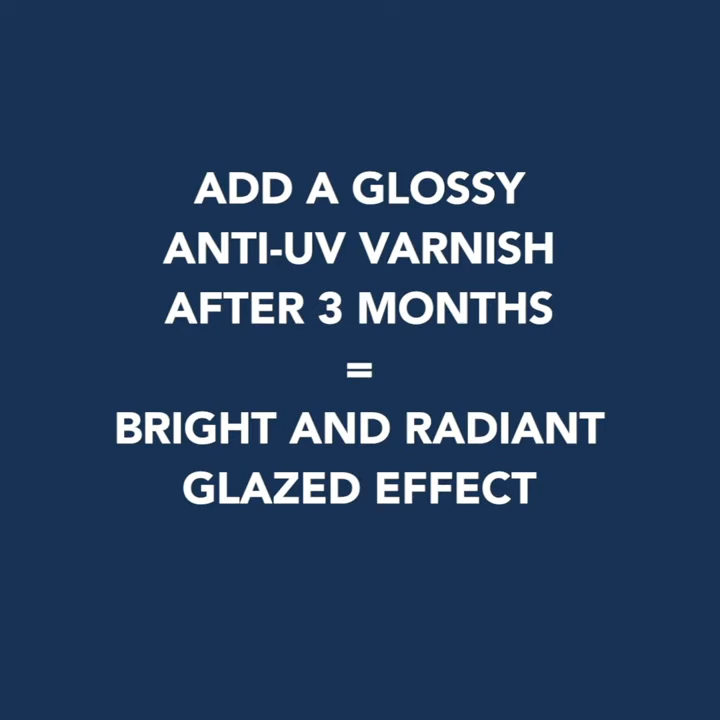 ADD A GLOSSY
ANTI-UV VARNISH
AFTER 3 MONTHS
=
BRIGHT AND RADIANT
GLAZED EFFECT